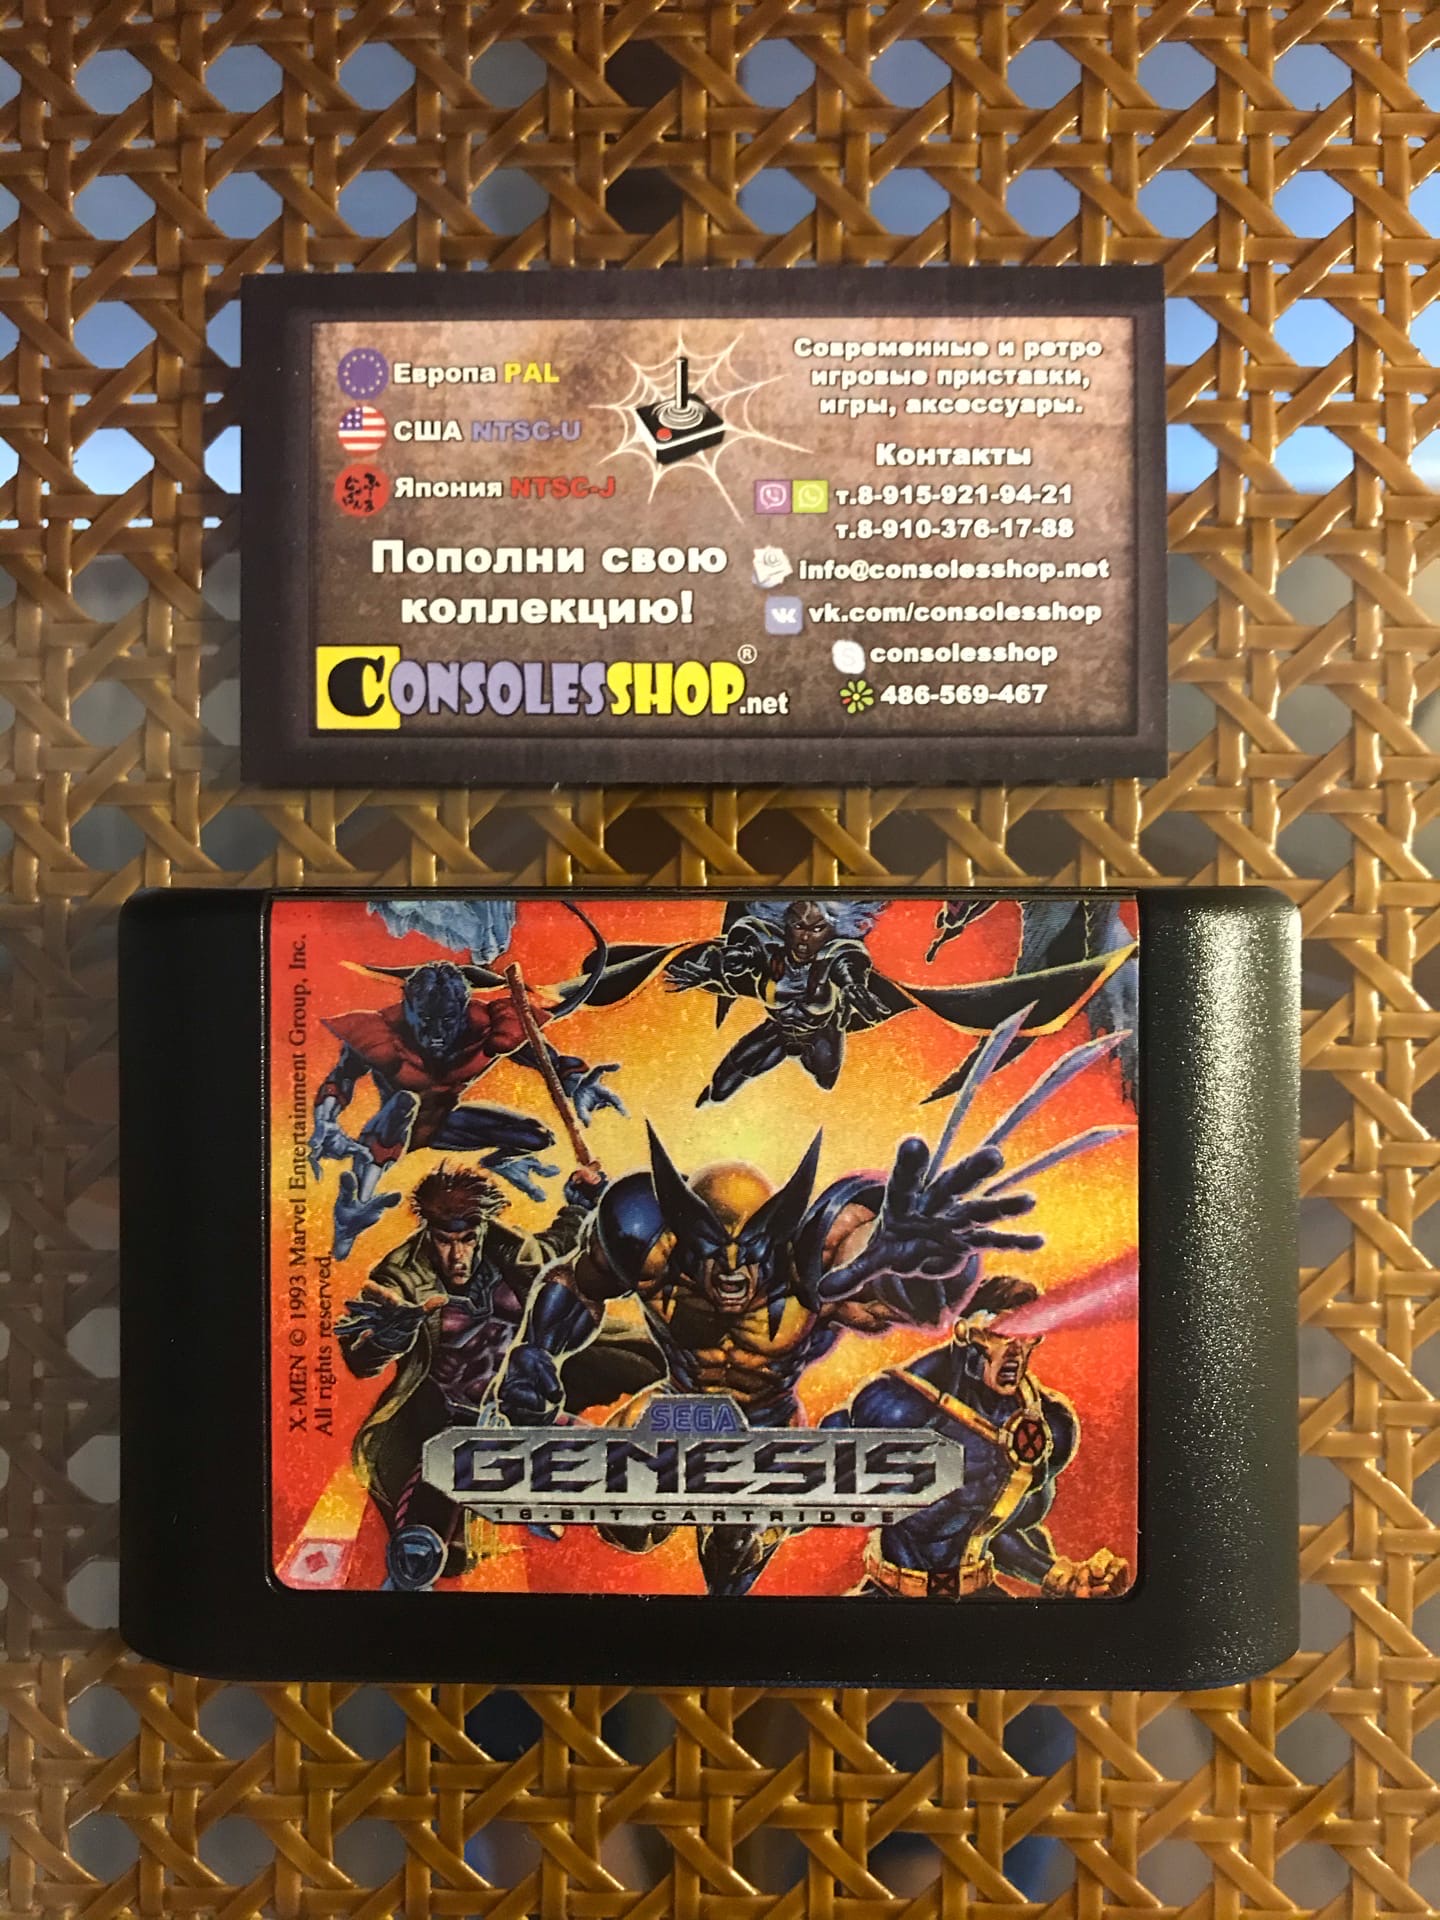 Европа PAL
США NTSC-U
Япония NTSC-J
Пополни свою
коллекцию!
CONSOLESSHOP.net®
Современные и ретро
игровые приставки,
игры, аксессуары.
Контакты
т.8-915-921-94-21
т.8-910-376-17-88
info@consolesshop.net
vk.com/consolesshop
consolesshop
486-569-467
X-MEN © 1993 Marvel Entertainment Group, Inc.
All rights reserved.
SEGA
GENESIS
16-BIT CARTRIDGE